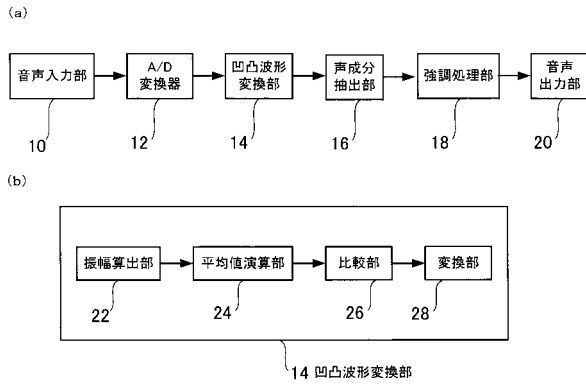 (a)
音声入力部
A/D
変換器
凹凸波形
変換部
声成分
抽出部
強調処理部
音声
出力部
10
12
14
16
18
20
(b)
振幅算出部
平均値演算部
比較部
変換部
22
24
26
28
14 凹凸波形変換部